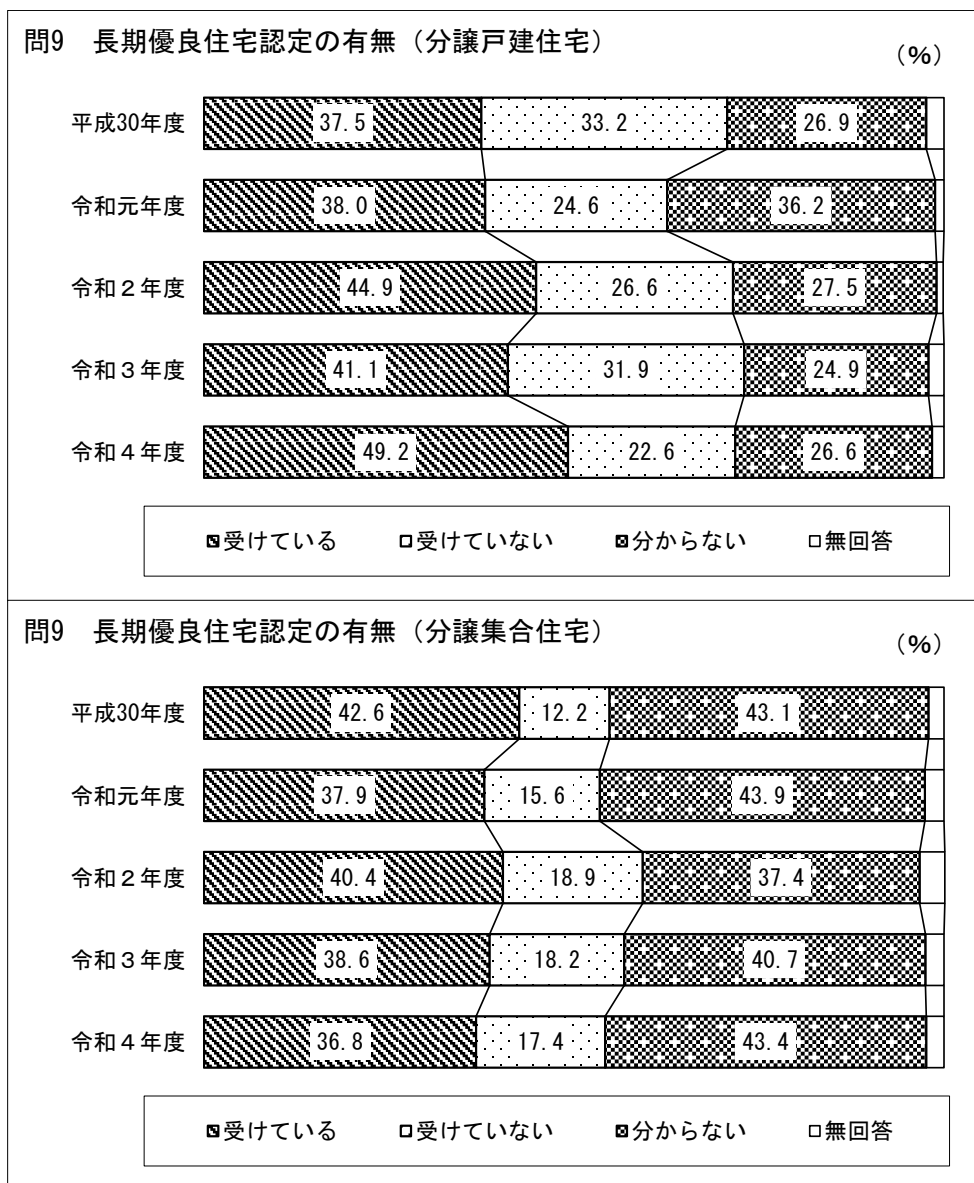 問9　長期優良住宅認定の有無（分譲戸建住宅）
（%）
平成30年度 37.5 33.2 26.9
令和元年度 38.0 24.6 36.2
令和２年度 44.9 26.6 27.5
令和３年度 41.1 31.9 24.9
令和４年度 49.2 22.6 26.6
受けている 受けていない 分からない 無回答
問9　長期優良住宅認定の有無（分譲集合住宅）
（%）
平成30年度 42.6 12.2 43.1
令和元年度 37.9 15.6 43.9
令和２年度 40.4 18.9 37.4
令和３年度 38.6 18.2 40.7
令和４年度 36.8 17.4 43.4
受けている 受けていない 分からない 無回答